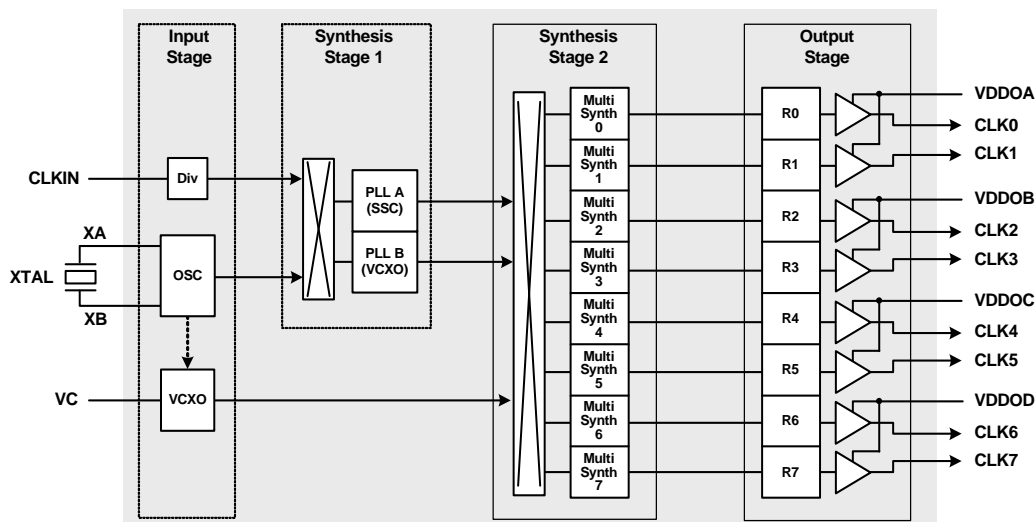 Input
Stage
Synthesis
Stage 1
Synthesis
Stage 2
Output
Stage
CLKIN
Div
XA
XTAL
XB
OSC
VC
VCXO
PLL A
(SSC)
PLL B
(VCXO)
Multi
Synth
0
Multi
Synth
1
Multi
Synth
2
Multi
Synth
3
Multi
Synth
4
Multi
Synth
5
Multi
Synth
6
Multi
Synth
7
R0
R1
R2
R3
R4
R5
R6
R7
VDDOA
CLK0
CLK1
VDDOB
CLK2
CLK3
VDDOC
CLK4
CLK5
VDDOD
CLK6
CLK7